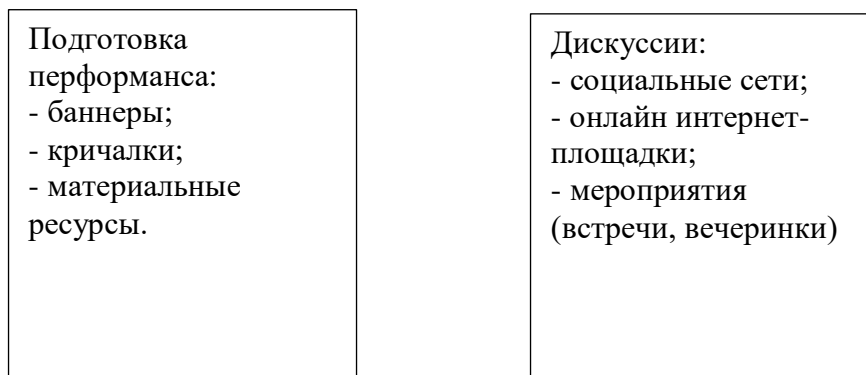 Подготовка
перформанса:
- баннеры;
- кричалки;
- материальные
ресурсы.
Дискуссии:
- социальные сети;
- онлайн интернет-
площадки;
- мероприятия
(встречи, вечеринки)